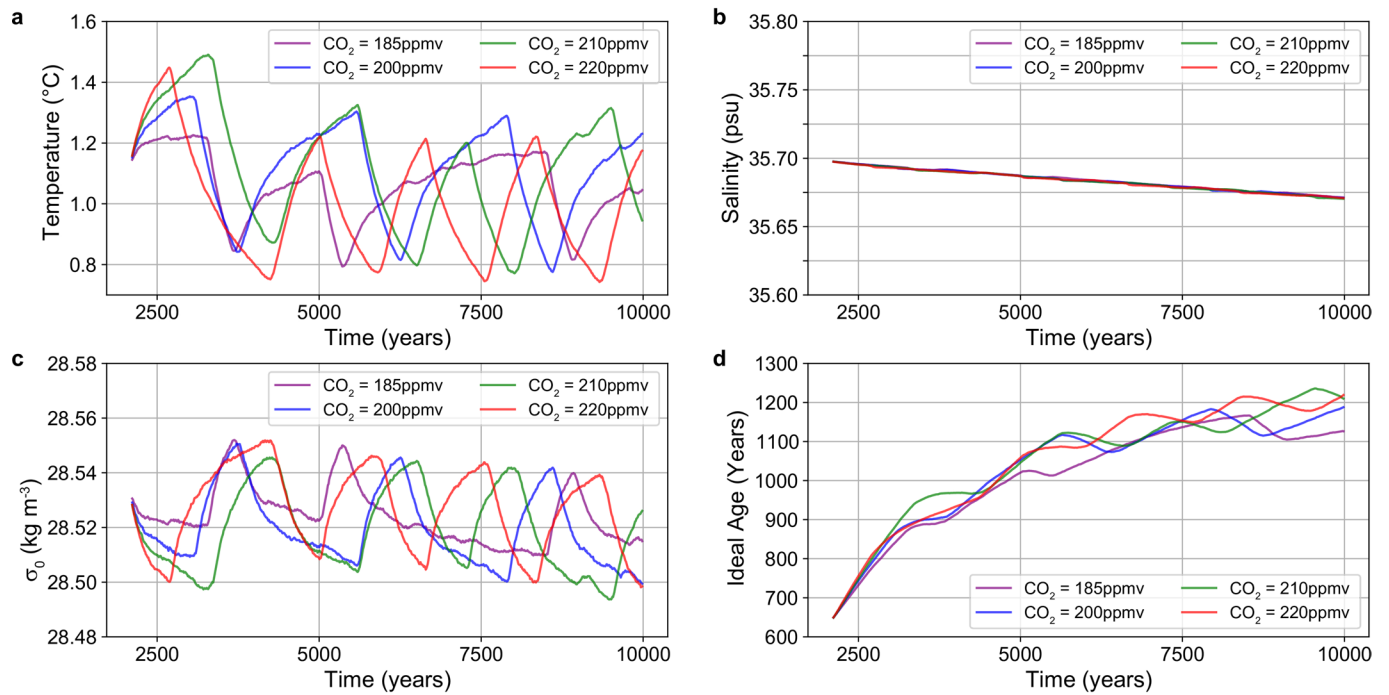 a
1.6
1.4
1.2
1.0
0.8
Temperature (°C)
CO₂ = 185ppmv
CO₂ = 200ppmv
CO₂ = 210ppmv
CO₂ = 220ppmv
2500 5000 7500 10000
Time (years)
b
35.80
35.75
35.70
35.65
35.60
Salinity (psu)
CO₂ = 185ppmv
CO₂ = 200ppmv
CO₂ = 210ppmv
CO₂ = 220ppmv
2500 5000 7500 10000
Time (years)
c
28.58
28.56
28.54
28.52
28.50
28.48
σ₀ (kg m⁻³)
CO₂ = 185ppmv
CO₂ = 200ppmv
CO₂ = 210ppmv
CO₂ = 220ppmv
2500 5000 7500 10000
Time (years)
d
1300
1200
1100
1000
900
800
700
600
Ideal Age (Years)
CO₂ = 185ppmv
CO₂ = 200ppmv
CO₂ = 210ppmv
CO₂ = 220ppmv
2500 5000 7500 10000
Time (years)